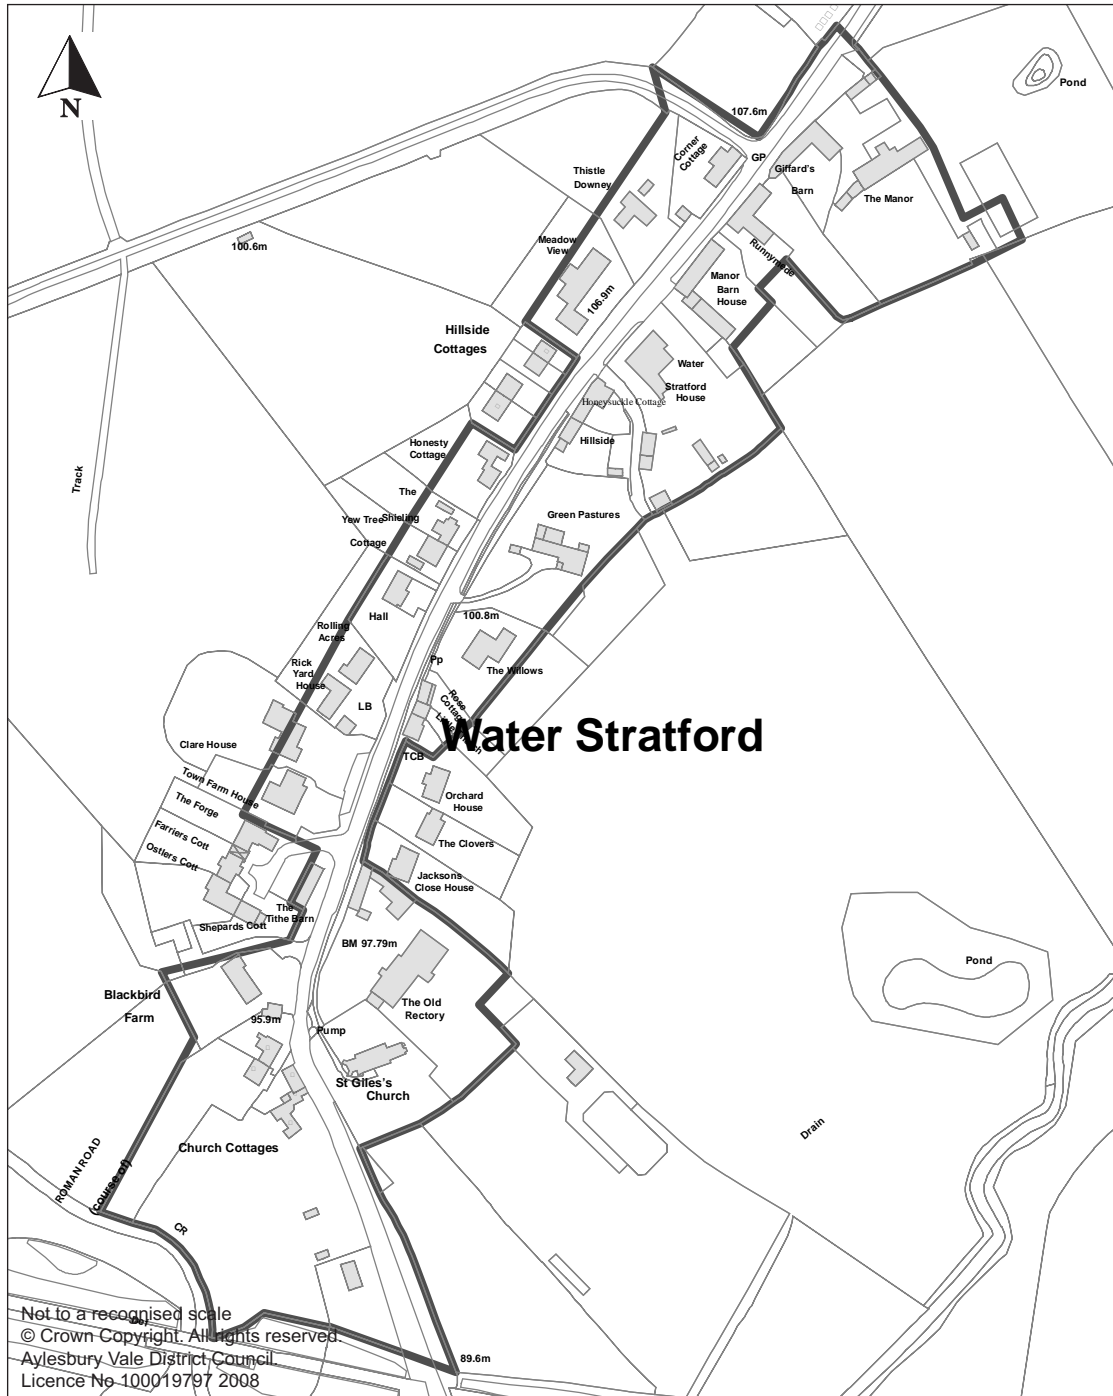 N
Pond
107.6m
Corner
Cottage
GP
Giffard's
Barn
The Manor
Thistle
Downey
Meadow
View
100.6m
Runnymede
Manor
Barn
House
106.9m
Hillside
Cottages
Water
Stratford
House
Honeysuckle Cottage
Hillside
Honesty
Cottage
Track
The
Shieling
Yew Tree
Cottage
Green Pastures
Hall
100.8m
Rolling
Acres
Pp
The Willows
Rick
Yard
House
Rose
Cottage
LB
Water Stratford
Clare House
TCB
Town Farm House
Orchard
House
The Forge
Farriers Cott
The Clovers
Ostlers Cott
Jacksons
Close House
The
Tithe Barn
Shepards Cott
BM 97.79m
Pond
Blackbird
Farm
The Old
Rectory
95.9m
Pump
St Giles's
Church
Drain
Church Cottages
ROMAN ROAD
(course of)
CR
Not to a recognised scale
© Crown Copyright. All rights reserved.
Aylesbury Vale District Council.
Licence No 100019797 2008
89.6m